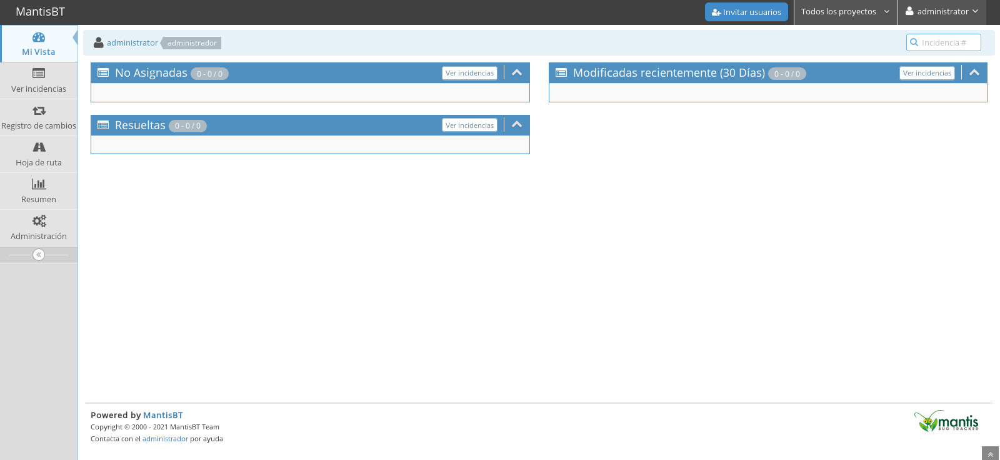 MantisBT
Invitar usuarios
Todos los proyectos
administrator
Mi Vista
Ver incidencias
Registro de cambios
Hoja de ruta
Resumen
Administración
administrator administrador
Incidencia #
No Asignadas 0 - 0 / 0 Ver incidencias
Modificadas recientemente (30 Días) 0 - 0 / 0 Ver incidencias
Resueltas 0 - 0 / 0 Ver incidencias
Powered by MantisBT
Copyright © 2000 - 2021 MantisBT Team
Contacta con el administrador por ayuda
mantis
BUG TRACKER